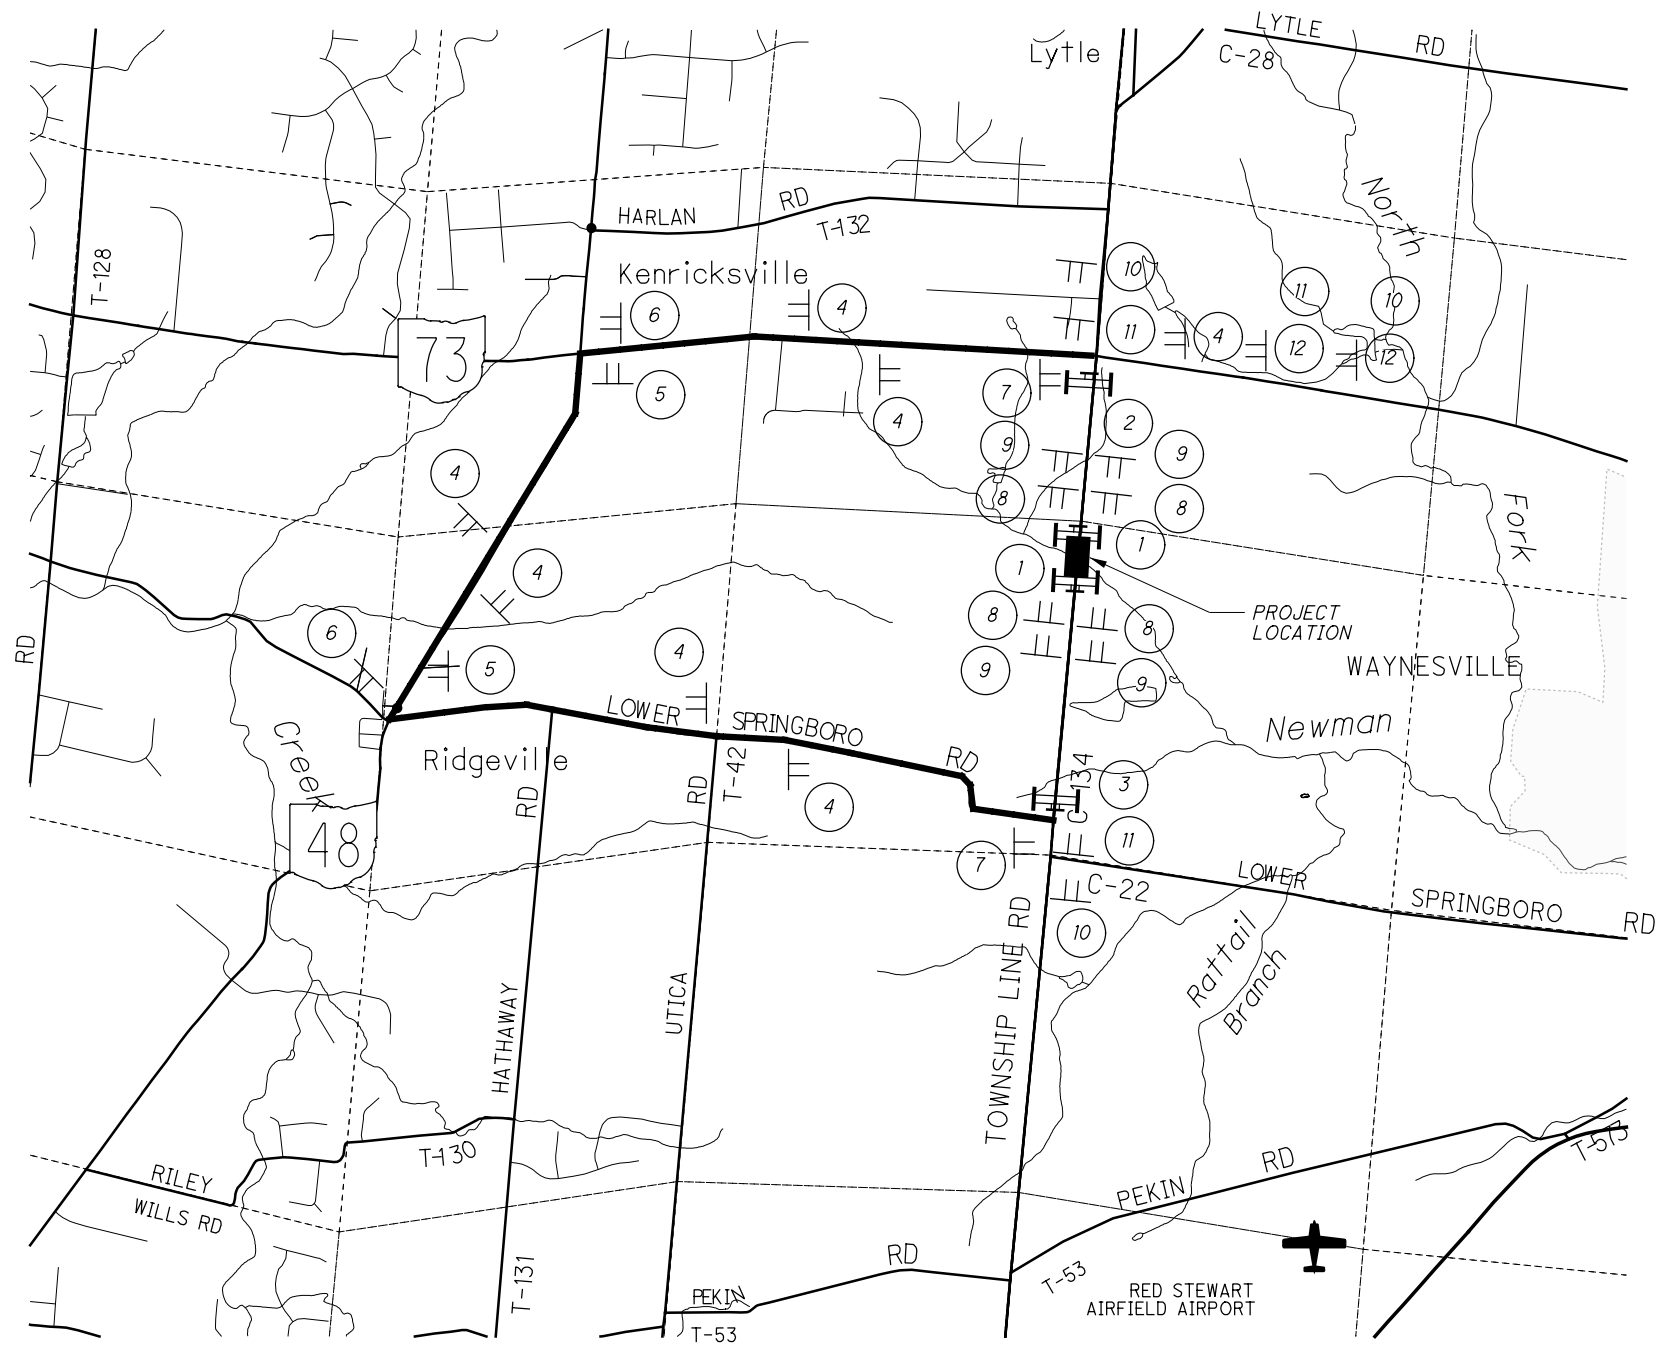 LYTLE
RD
Lytle
C-28
North
HARLAN
RD
T-132
T-128
Kenricksville
10
11
10
6
4
11
4
12
12
73
5
7
2
4
9
9
4
8
8
Fork
1
1
4
PROJECT
LOCATION
8
8
6
4
WAYNESVILLE
RD
5
9
9
LOWER
SPRINGBORO
RD
Newman
Creek
Ridgeville
RD
RD
T-42
C
134
3
4
48
11
7
LOWER
C-22
SPRINGBORO
RD
10
Rattail
Branch
HATHAWAY
UTICA
TOWNSHIP LINE RD
T-130
RD
T-573
RILEY
WILLS RD
PEKIN
RD
T-131
T-53
PEKIN
T-53
RED STEWART
AIRFIELD AIRPORT